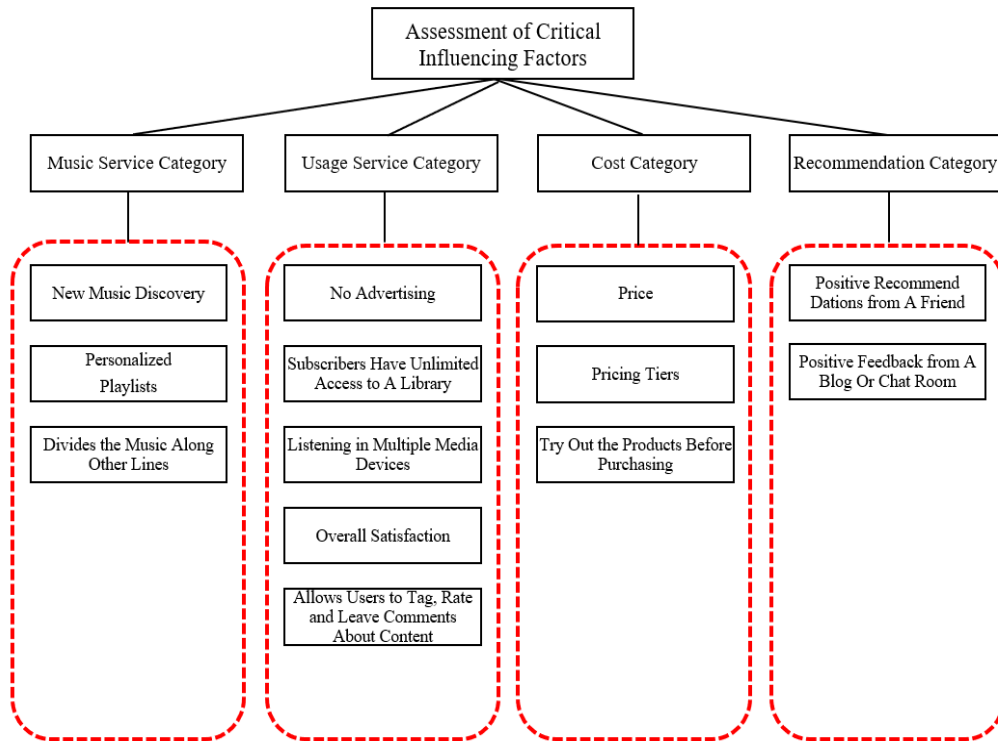 Assessment of Critical
Influencing Factors
Music Service Category
Usage Service Category
Cost Category
Recommendation Category
New Music Discovery
Personalized
Playlists
Divides the Music Along
Other Lines
No Advertising
Subscribers Have Unlimited
Access to A Library
Listening in Multiple Media
Devices
Overall Satisfaction
Allows Users to Tag, Rate
and Leave Comments
About Content
Price
Pricing Tiers
Try Out the Products Before
Purchasing
Positive Recommend
Dations from A Friend
Positive Feedback from A
Blog Or Chat Room